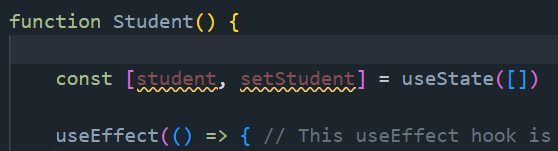 function Student() {
const [student, setStudent] = useState([])
useEffect(() => { // This useEffect hook is